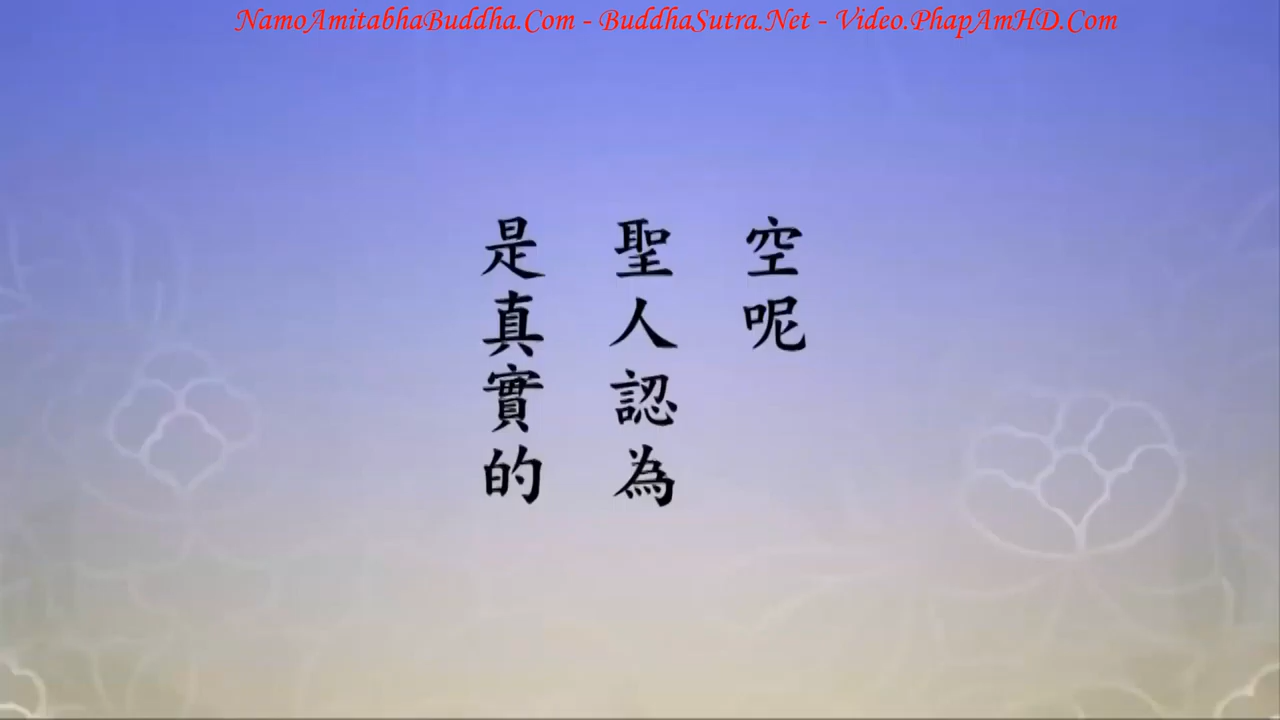 NamoAmitabhaBuddha.Com - BuddhaSutra.Net - Video.PhapAmHD.Com
空呢
聖人認為
是真實的